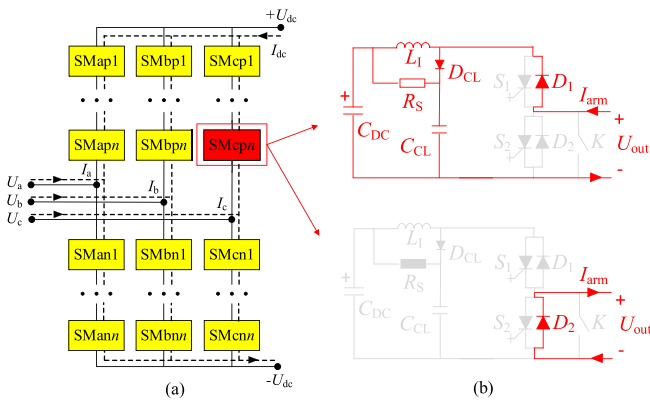 (a)
+Udc
Idc
SMap1 SMbp1 SMcp1
SMapn SMbpn SMcpn
Ua Ia
Ub Ib
Uc Ic
SMan1 SMbn1 SMcn1
SMann SMbnn SMcnn
-Udc
(a)
LI
DCL
RS
+
CDC
CCL
S1 D1
Iarm
+
S2 D2 K
Uout
-
LI
DCL
RS
+
CDC
CCL
S1 D1
Iarm
+
S2 D2 K
Uout
-
(b)